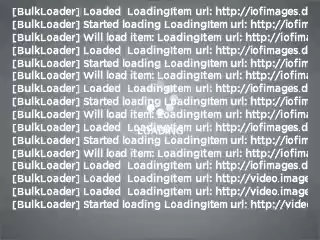 [BulkLoader] Loaded LoadingItem url: http://iofimages.d
[BulkLoader] Started loading LoadingItem url: http://iofim
[BulkLoader] Will load item: LoadingItem url: http://iofima
[BulkLoader] Loaded LoadingItem url: http://iofimages.d
[BulkLoader] Started loading LoadingItem url: http://iofim
[BulkLoader] Will load item: LoadingItem url: http://iofima
[BulkLoader] Loaded LoadingItem url: http://iofimages.d
[BulkLoader] Started loading LoadingItem url: http://iofim
[BulkLoader] Will load item: LoadingItem url: http://iofima
[BulkLoader] Loaded LoadingItem url: http://iofimages.d
LOADING
[BulkLoader] Started loading LoadingItem url: http://iofim
[BulkLoader] Will load item: LoadingItem url: http://iofima
[BulkLoader] Loaded LoadingItem url: http://iofimages.d
[BulkLoader] Loaded LoadingItem url: http://video.image
[BulkLoader] Loaded LoadingItem url: http://video.image
[BulkLoader] Started loading LoadingItem url: http://vide